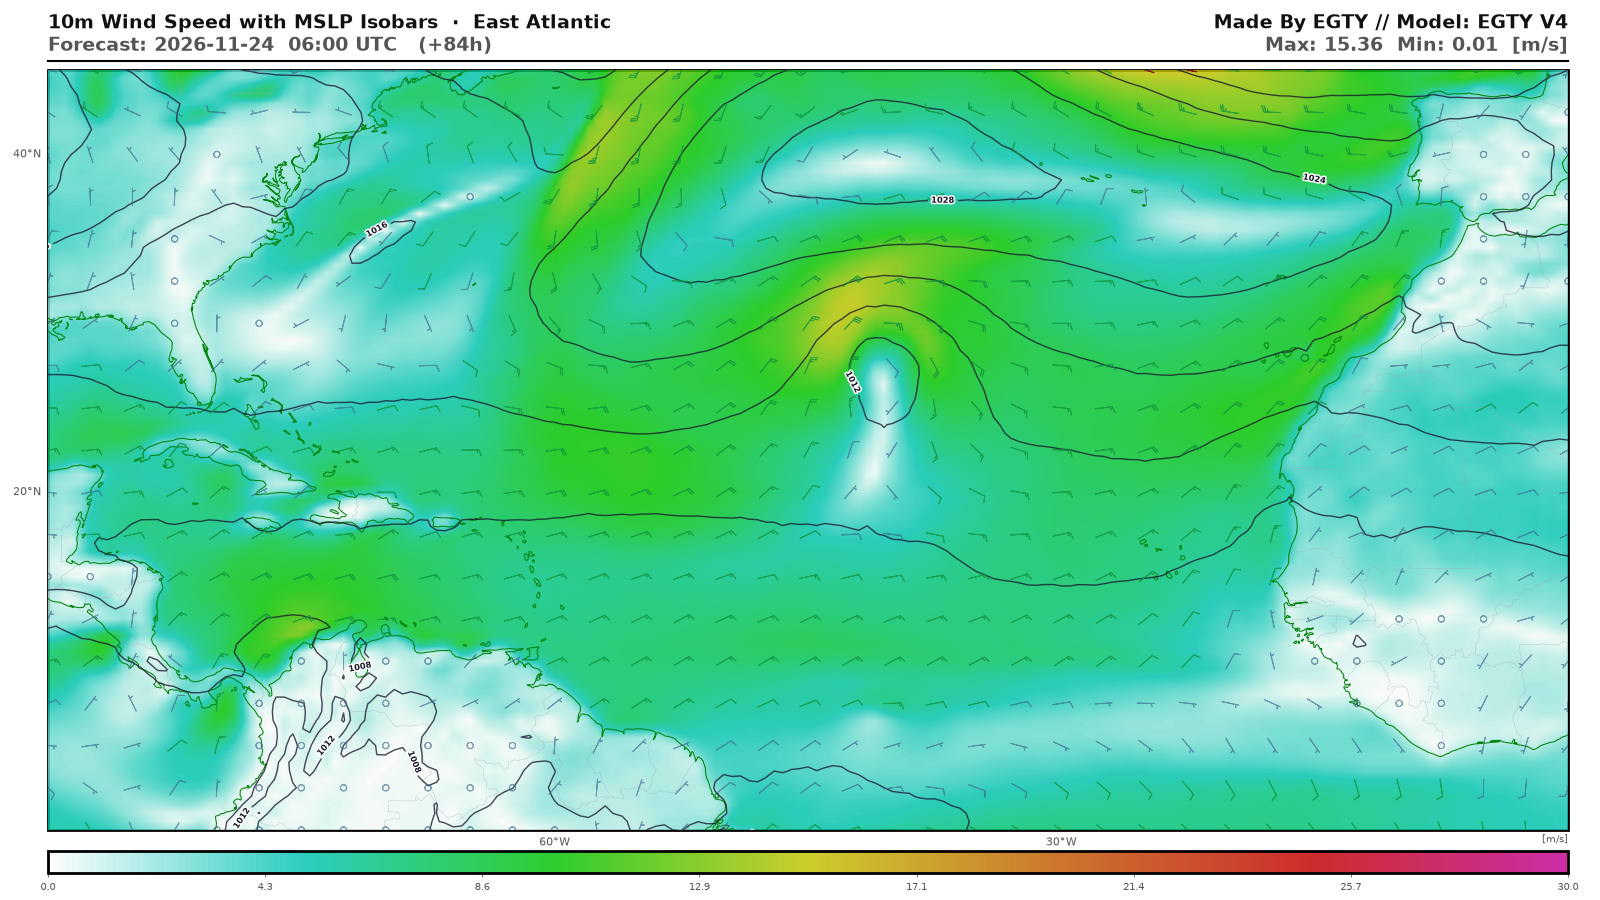 10m Wind Speed with MSLP Isobars · East Atlantic
Made By EGTY // Model: EGTY V4
Forecast: 2026-11-24 06:00 UTC (+84h)
Max: 15.36 Min: 0.01 [m/s]
40°N
1024
1028
1016
1012
20°N
1008
1012
1008
1012
60°W
30°W
[m/s]
0.0 4.3 8.6 12.9 17.1 21.4 25.7 30.0